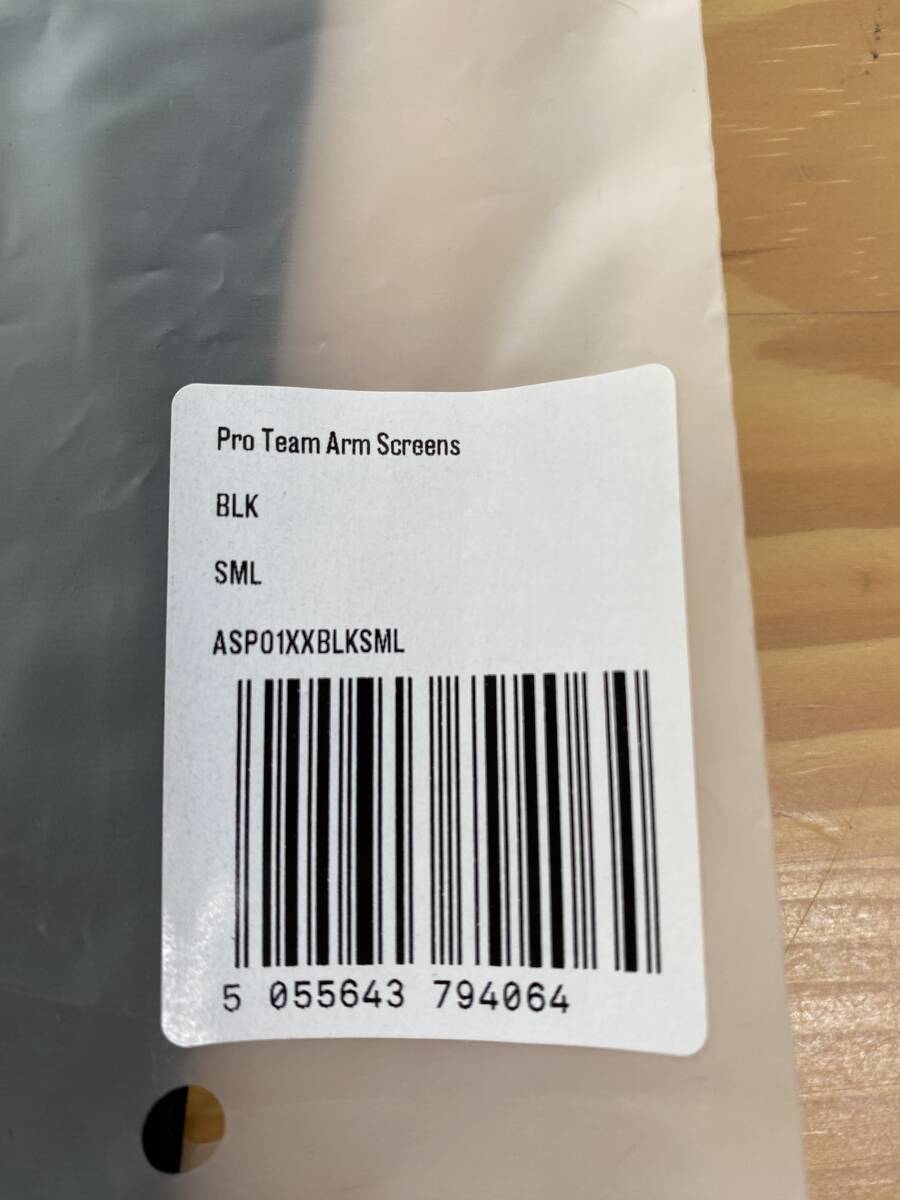 Pro Team Arm Screens
BLK
SML
ASP01XXBLKSML
5 055643 794064